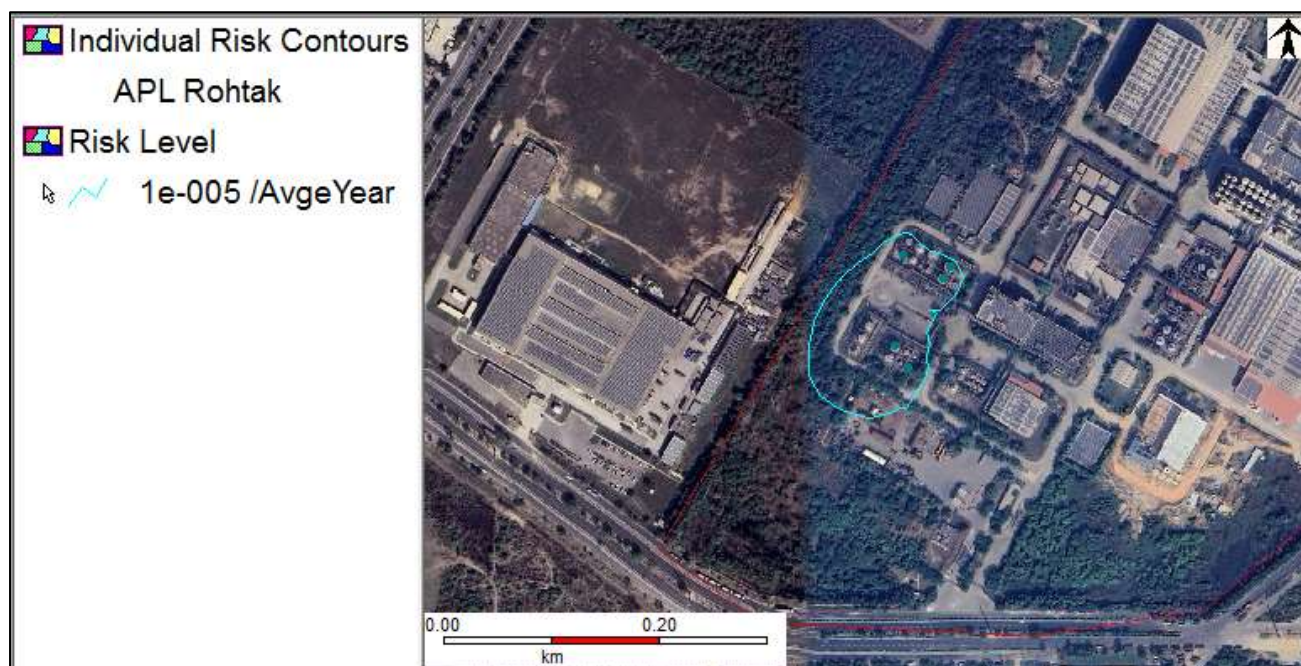 Individual Risk Contours
APL Rohtak
Risk Level
1e-005 /AvgeYear
0.00 0.20
km